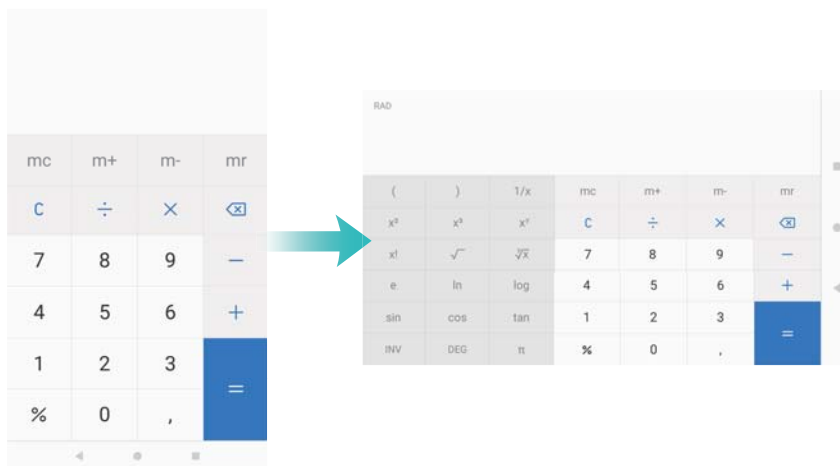 mc m+ m- mr
C ÷ ×
7 8 9 −
4 5 6 +
1 2 3
=
% 0 ,
RAD
( ) 1/x mc m+ m- mr
x² x³ xʸ C ÷ ×
x! √ ʸ√x 7 8 9 −
e ln log 4 5 6 +
sin cos tan 1 2 3
=
INV DEG π % 0 ,